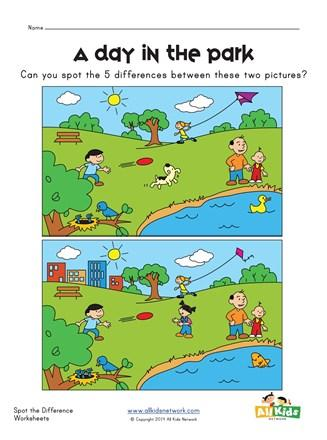 Name
A day in the park
Can you spot the 5 differences between these two pictures?
Spot the Difference
Worksheets
www.allkidsnetwork.com
© Copyright 2019 All Kids Network
All Kids
NETWORK